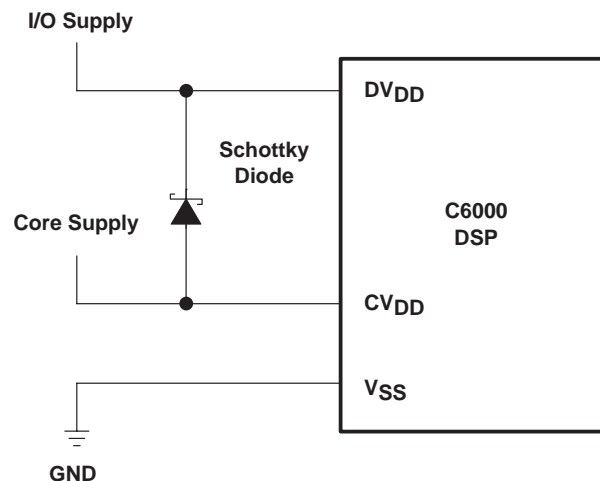 I/O Supply
DVDD
Schottky
Diode
C6000
DSP
Core Supply
CVDD
VSS
GND